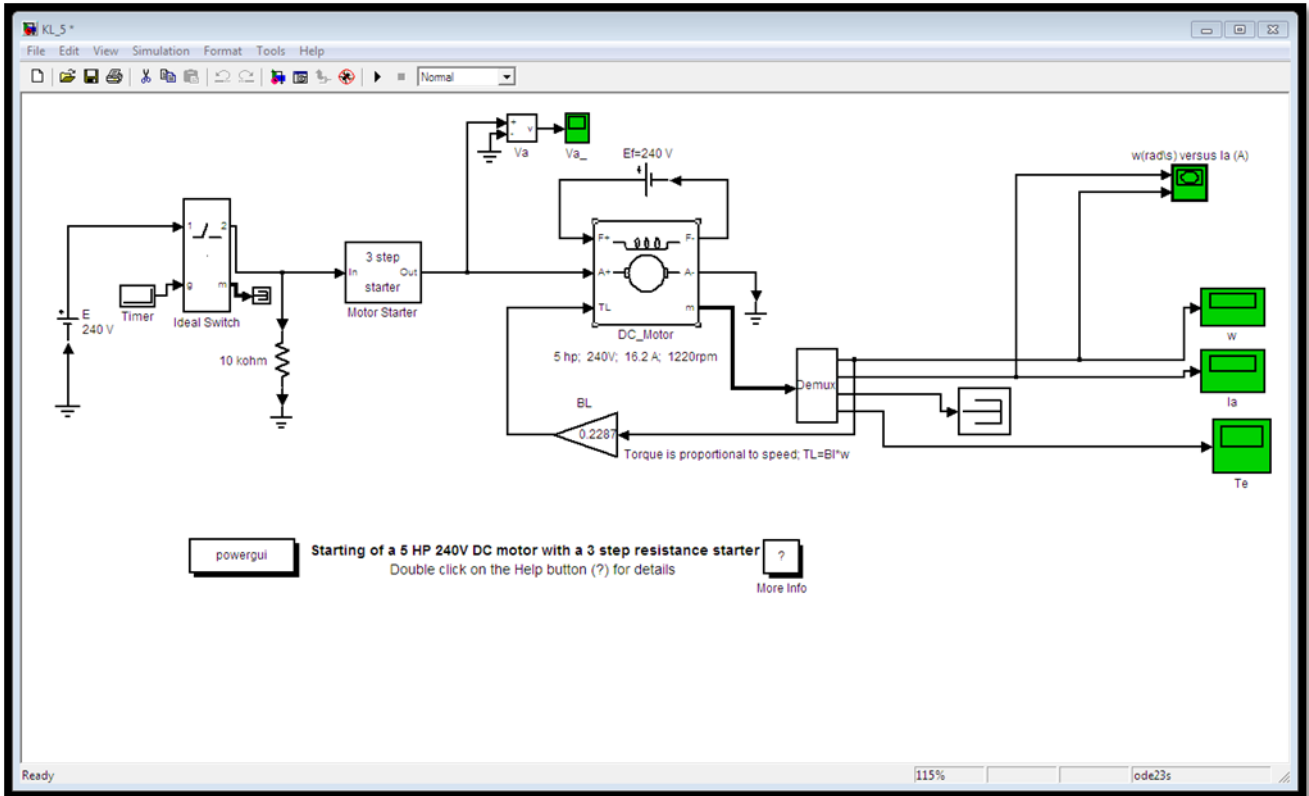 KL_5 *
File Edit View Simulation Format Tools Help
Normal
+
-
v
Va
Va_
Ef=240 V
w(rad\s) versus Ia (A)
1
2
g
m
Timer
Ideal Switch
E
240 V
10 kohm
3 step
starter
In
Out
Motor Starter
F+
F-
A+
A-
TL
m
DC_Motor
5 hp; 240V; 16.2 A; 1220rpm
Demux
BL
0.2287
Torque is proportional to speed; TL=Bl*w
w
Ia
Te
powergui
Starting of a 5 HP 240V DC motor with a 3 step resistance starter
Double click on the Help button (?) for details
?
More Info
Ready
115%
ode23s